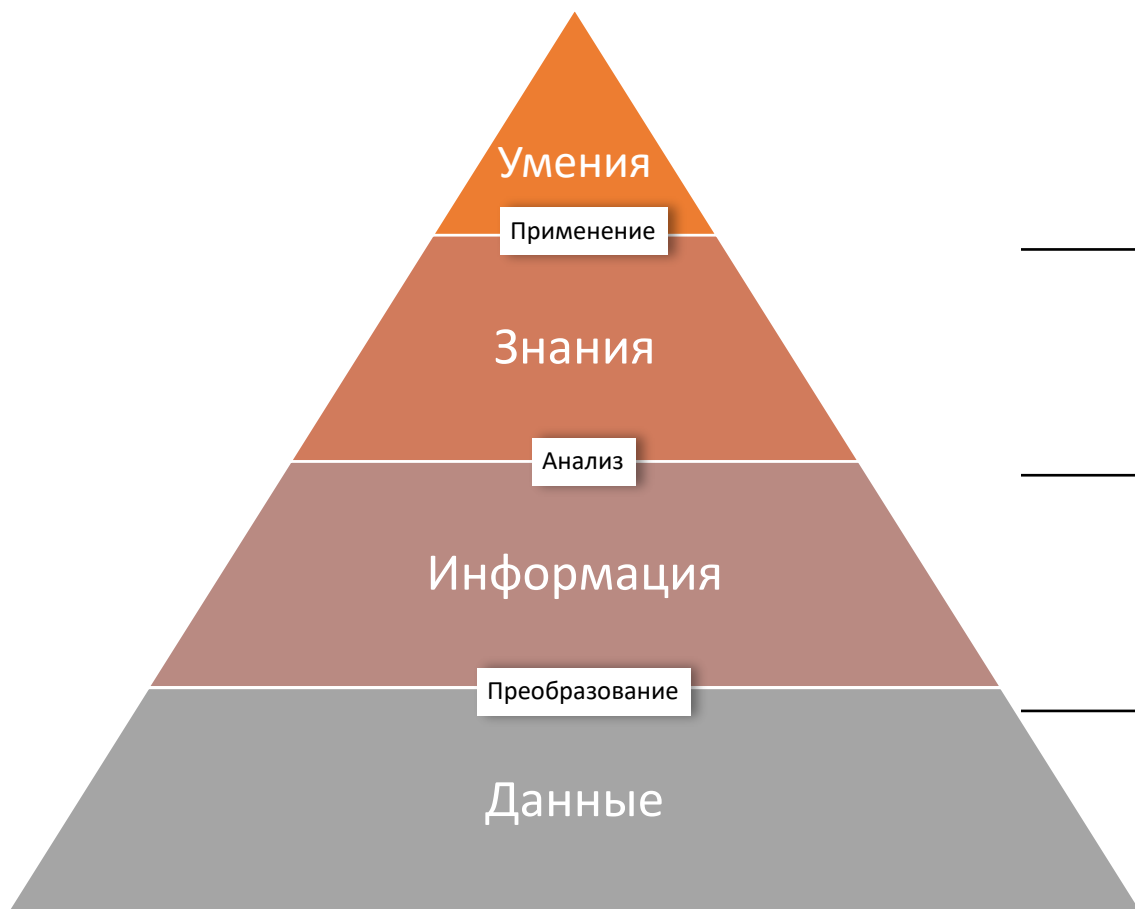 Умения
Применение
Знания
Анализ
Информация
Преобразование
Данные